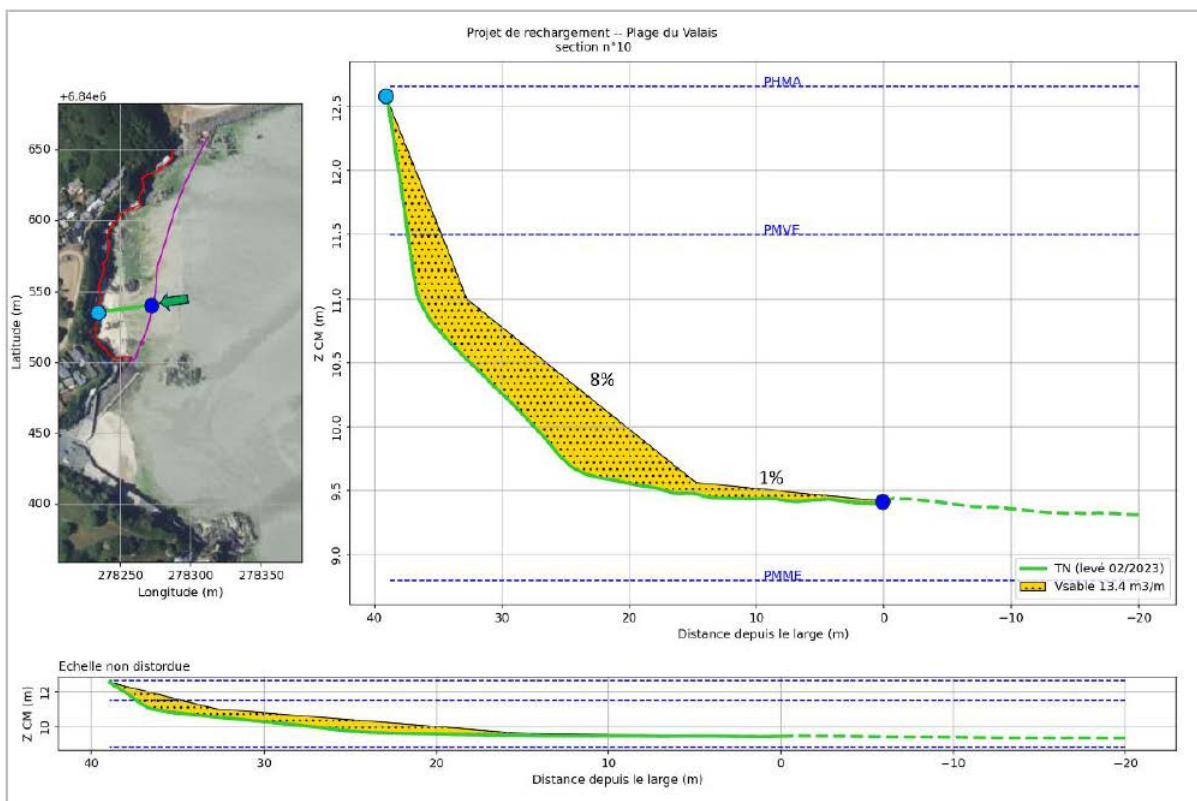 Projet de rechargement -- Plage du Valais
section n°10
+6.84e6
650
600
550
500
450
400
Latitude (m)
278250 278300 278350
Longitude (m)
PHMA
PMVE
PMME
8%
1%
12.5
12.0
11.5
11.0
10.5
10.0
9.5
9.0
Z CM (m)
40 30 20 10 0 −10 −20
Distance depuis le large (m)
TN (levé 02/2023)
Vsable 13.4 m3/m
Echelle non distordue
12
10
Z CM (m)
40 30 20 10 0 −10 −20
Distance depuis le large (m)